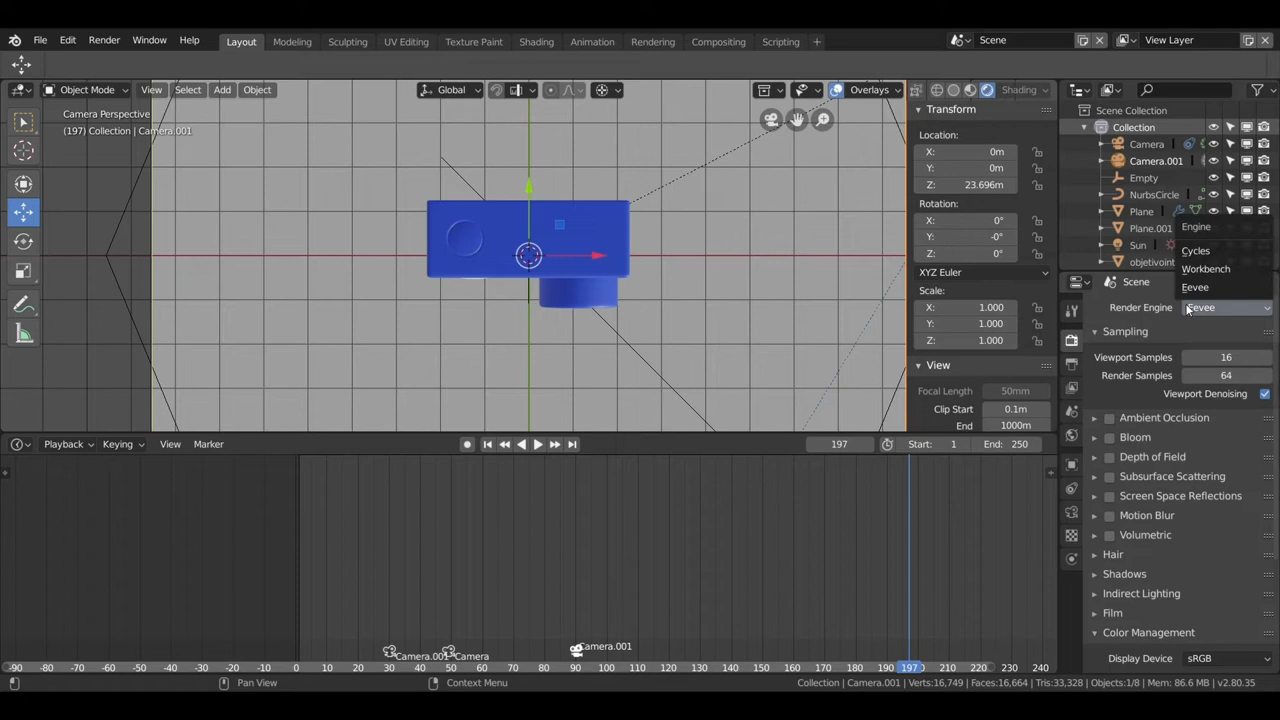 File Edit Render Window Help Layout Modeling Sculpting UV Editing Texture Paint Shading Animation Rendering Compositing Scripting + Scene View Layer
Object Mode View Select Add Object Global Overlays Shading
Camera Perspective
(197) Collection | Camera.001
Transform
Location:
X: 0m
Y: 0m
Z: 23.696m
Rotation:
X: 0°
Y: -0°
Z: 0°
XYZ Euler
Scale:
X: 1.000
Y: 1.000
Z: 1.000
View
Focal Length 50mm
Clip Start 0.1m
End 1000m
Scene Collection
Collection
Camera
Camera.001
Empty
NurbsCircle
Plane
Plane.001
Sun
objetivoint
Engine
Cycles
Workbench
Eevee
Scene
Render Engine Eevee
Sampling
Viewport Samples 16
Render Samples 64
Viewport Denoising
Ambient Occlusion
Bloom
Depth of Field
Subsurface Scattering
Screen Space Reflections
Motion Blur
Volumetric
Hair
Shadows
Indirect Lighting
Film
Color Management
Display Device sRGB
Playback Keying View Marker 197 Start: 1 End: 250
Camera.001 Camera Camera.001
-90 -80 -70 -60 -50 -40 -30 -20 -10 0 10 20 30 40 50 60 70 80 90 100 110 120 130 140 150 160 170 180 190 197 210 220 230 240
Pan View Context Menu Collection | Camera.001 | Verts:16,749 | Faces:16,664 | Tris:33,328 | Objects:1/8 | Mem: 86.6 MB | v2.80.35